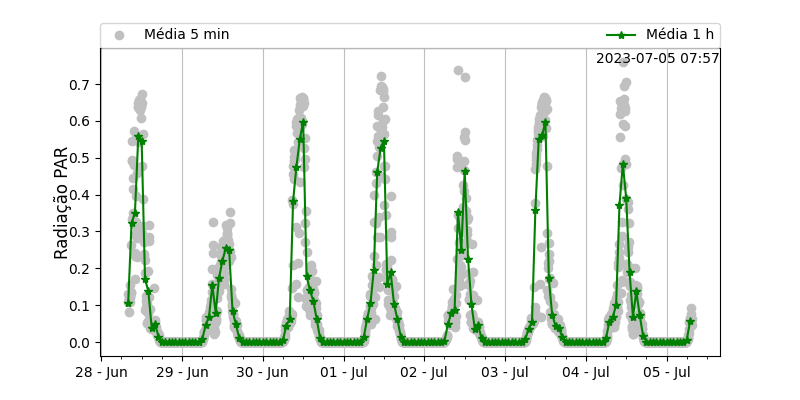 Média 5 min
Média 1 h
2023-07-05 07:57
Radiação PAR
0.7
0.6
0.5
0.4
0.3
0.2
0.1
0.0
28 - Jun
29 - Jun
30 - Jun
01 - Jul
02 - Jul
03 - Jul
04 - Jul
05 - Jul